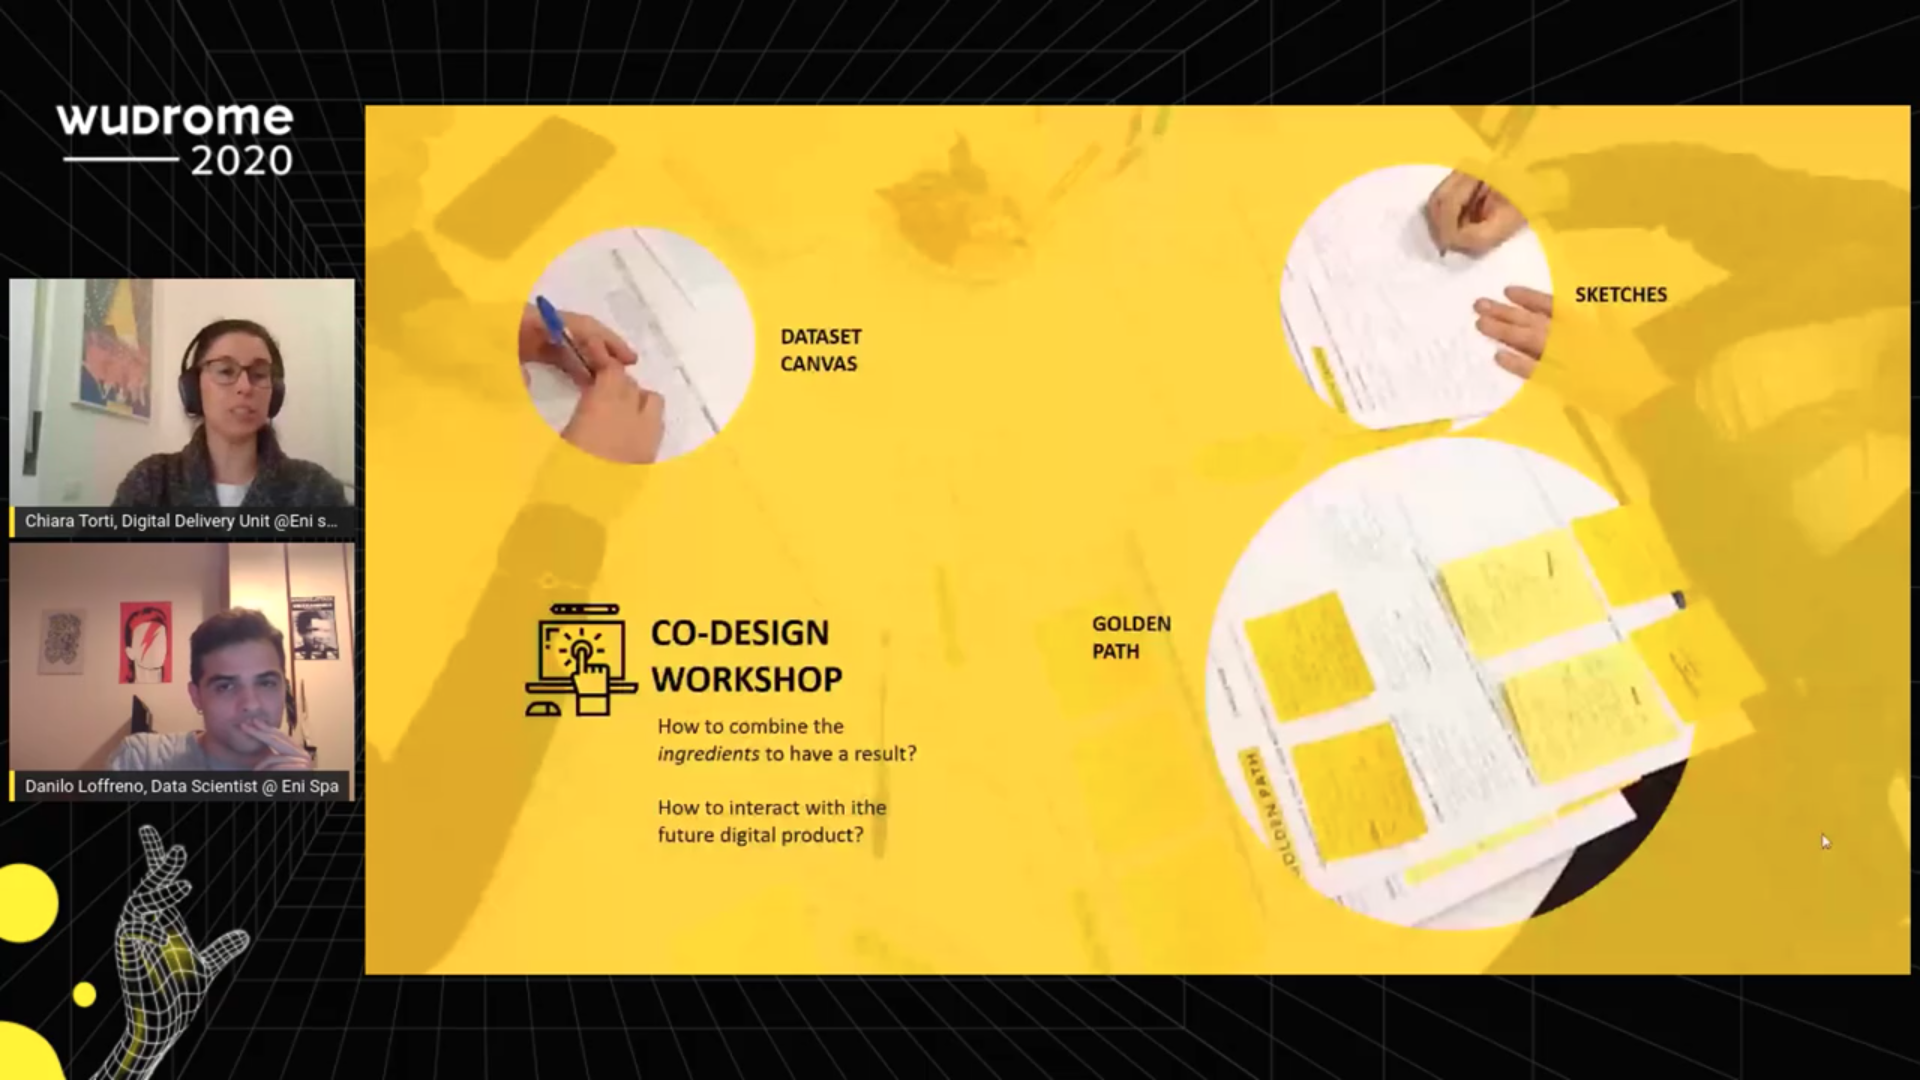 wuDrome
2020
Chiara Torti, Digital Delivery Unit @Eni s...
Danilo Loffreno, Data Scientist @ Eni Spa
DATASET
CANVAS
SKETCHES
CO-DESIGN
WORKSHOP
How to combine the
ingredients to have a result?
How to interact with ithe
future digital product?
GOLDEN
PATH
OLDEN PATH